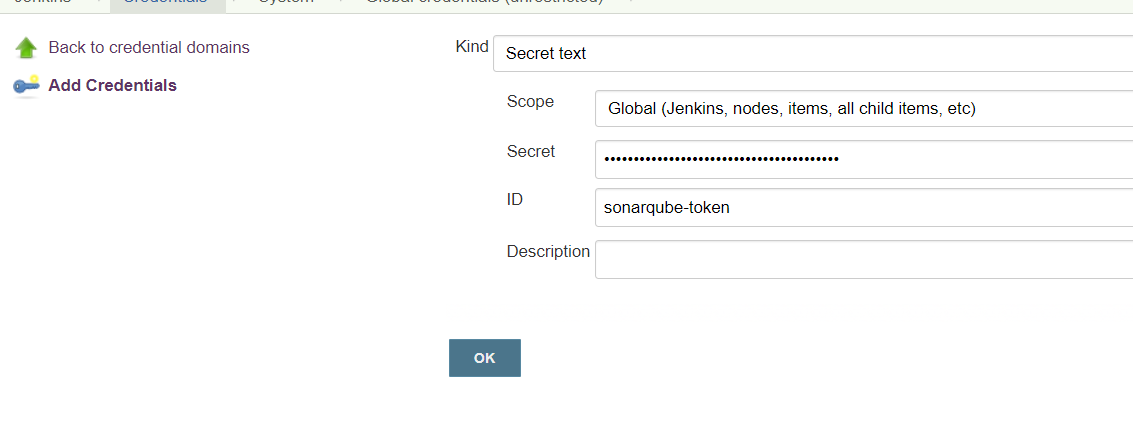 Jenkins Credentials System Global credentials (unrestricted)
Back to credential domains
Add Credentials
Kind Secret text
Scope Global (Jenkins, nodes, items, all child items, etc)
Secret ••••••••••••••••••••••••••••••••••••••••
ID sonarqube-token
Description
OK